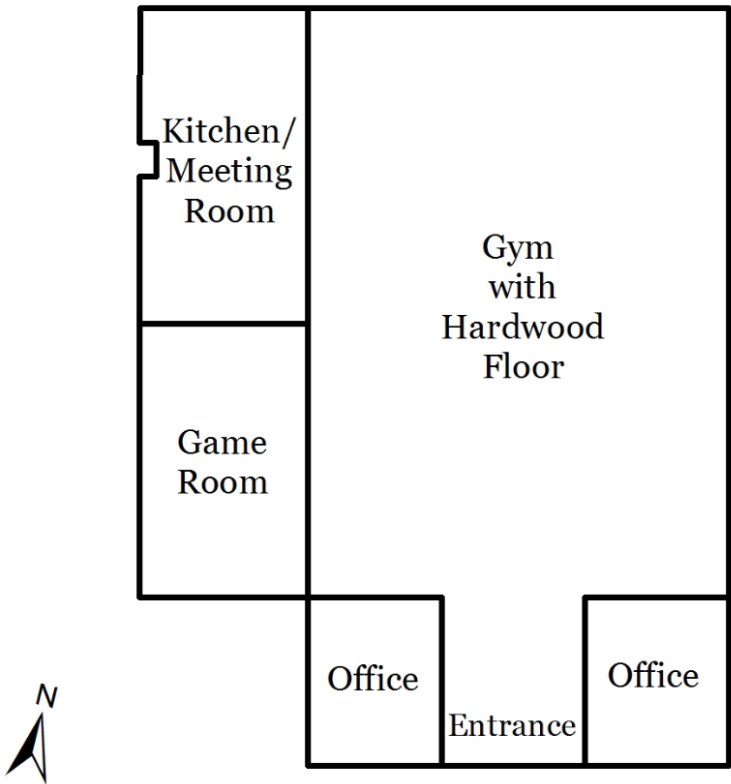 Kitchen/
Meeting
Room
Gym
with
Hardwood
Floor
Game
Room
Office
Office
Entrance
N